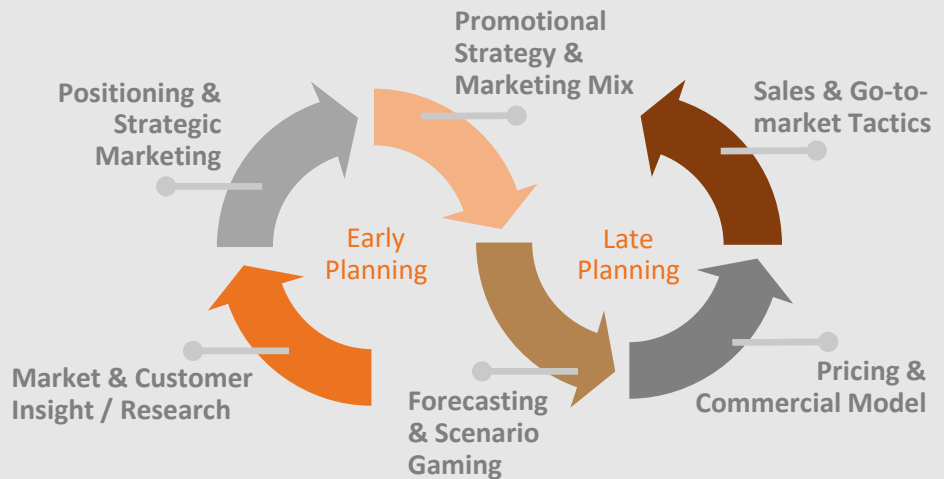 Promotional
Strategy &
Marketing Mix
Positioning &
Strategic
Marketing
Sales & Go-to-
market Tactics
Early
Planning
Late
Planning
Market & Customer
Insight / Research
Forecasting
& Scenario
Gaming
Pricing &
Commercial Model